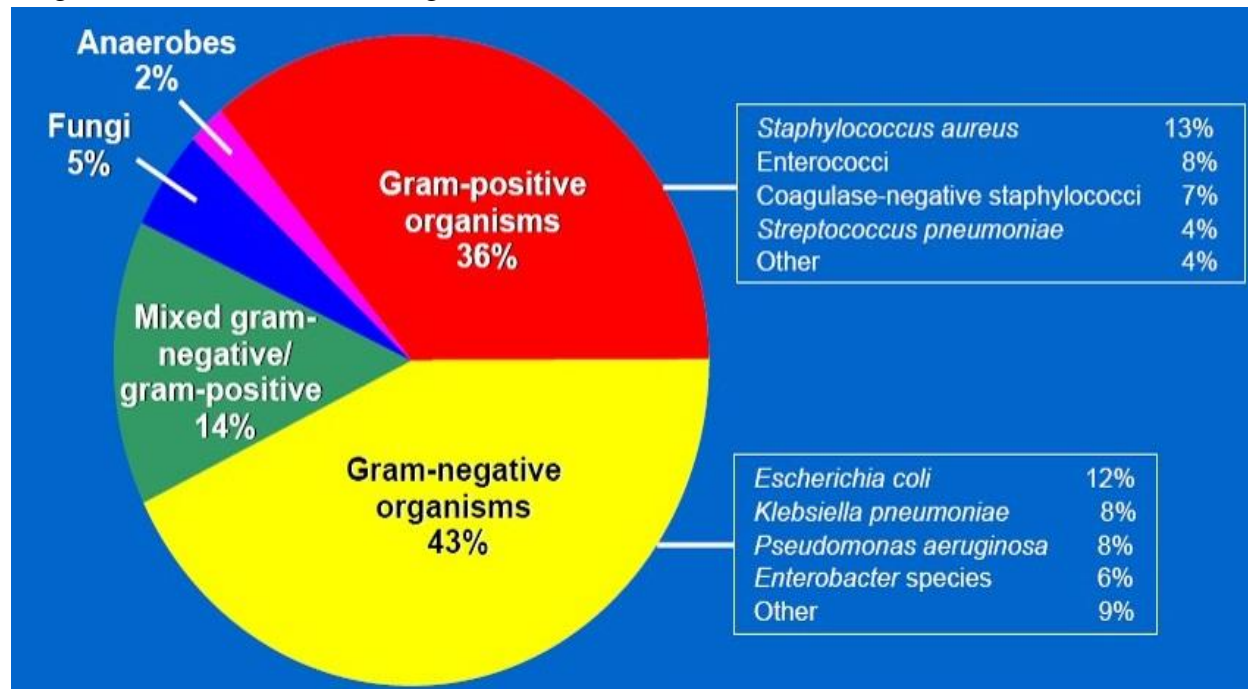 Anaerobes
2%
Fungi
5%
Gram-positive
organisms
36%
Mixed gram-
negative/
gram-positive
14%
Gram-negative
organisms
43%
Staphylococcus aureus 13%
Enterococci 8%
Coagulase-negative staphylococci 7%
Streptococcus pneumoniae 4%
Other 4%
Escherichia coli 12%
Klebsiella pneumoniae 8%
Pseudomonas aeruginosa 8%
Enterobacter species 6%
Other 9%